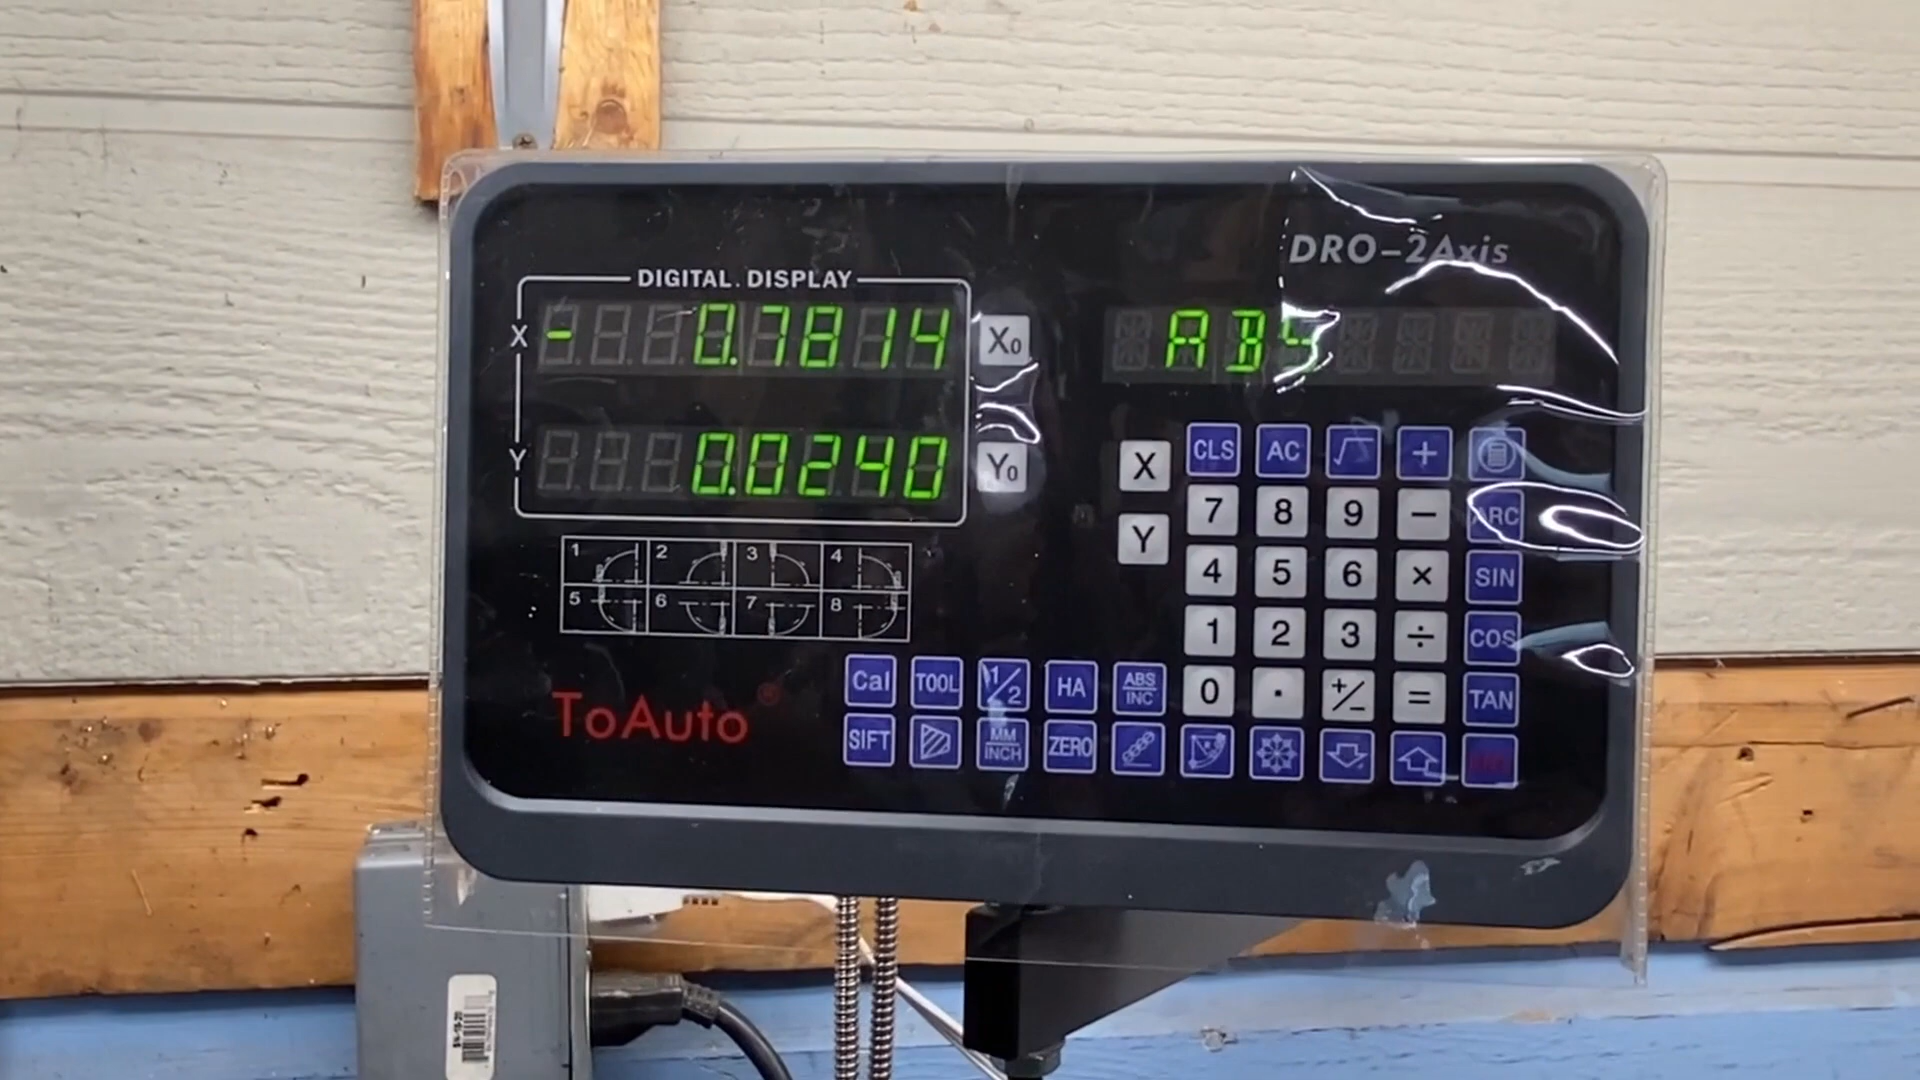 DRO-2Axis
DIGITAL. DISPLAY
X - 0.7814 X0
Y 0.0240 Y0
1 2 3 4
5 6 7 8
ToAuto ®
X CLS AC √ +
7 8 9 − ARC
Y
4 5 6 × SIN
1 2 3 ÷ COS
Cal TOOL 1/2 HA ABS/INC 0 . +/− = TAN
SIFT MM/INCH ZERO